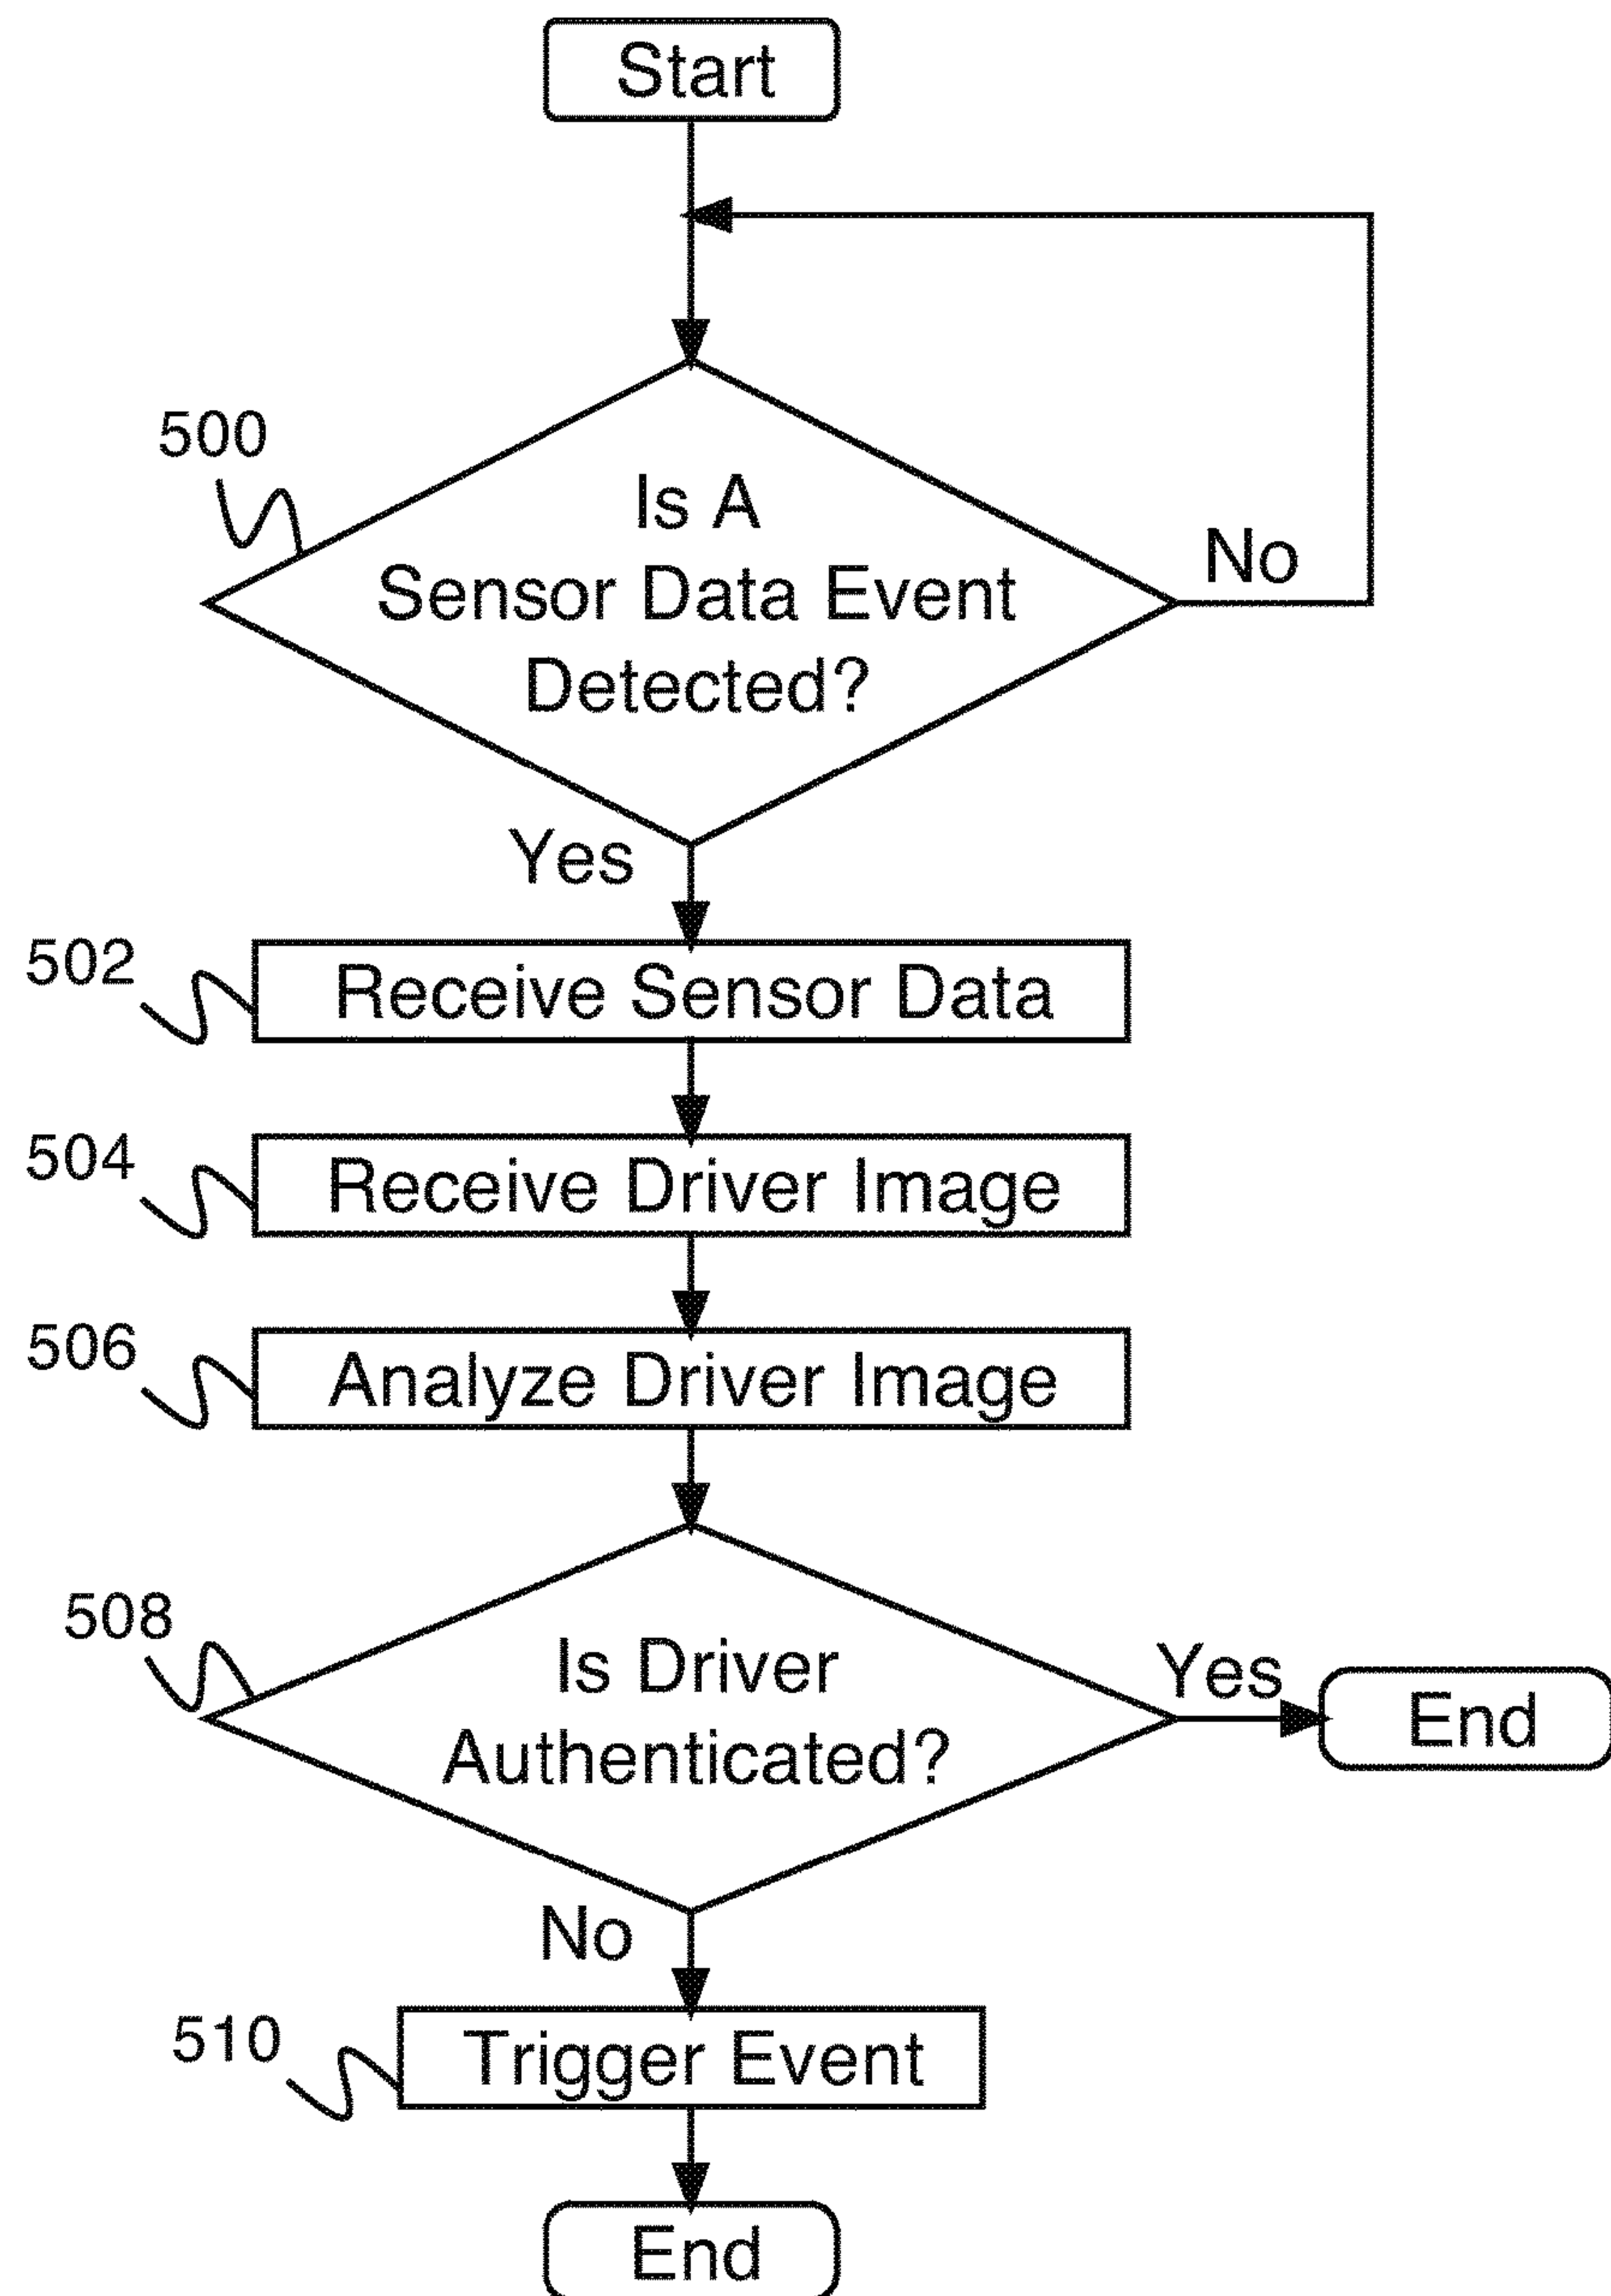 Start
500
Is A
Sensor Data Event
Detected?
No
Yes
502
Receive Sensor Data
504
Receive Driver Image
506
Analyze Driver Image
508
Is Driver
Authenticated?
Yes
End
No
510
Trigger Event
End